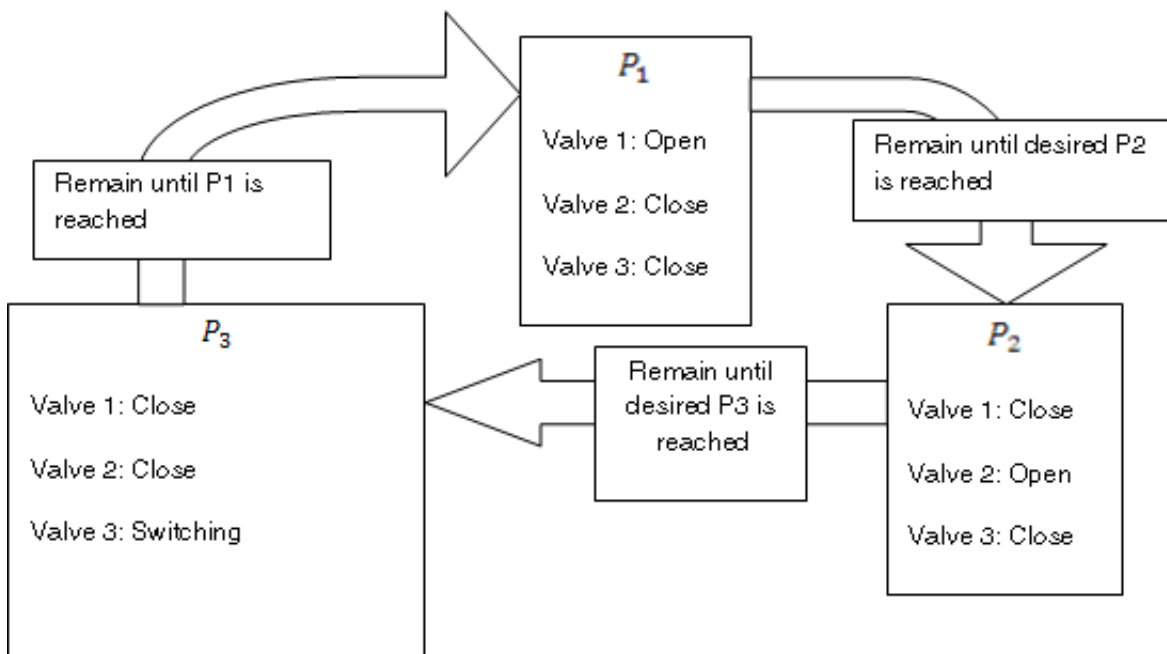 P₁
Valve 1: Open
Valve 2: Close
Valve 3: Close
Remain until desired P2
is reached
P₂
Valve 1: Close
Valve 2: Open
Valve 3: Close
Remain until
desired P3 is
reached
P₃
Valve 1: Close
Valve 2: Close
Valve 3: Switching
Remain until P1 is
reached